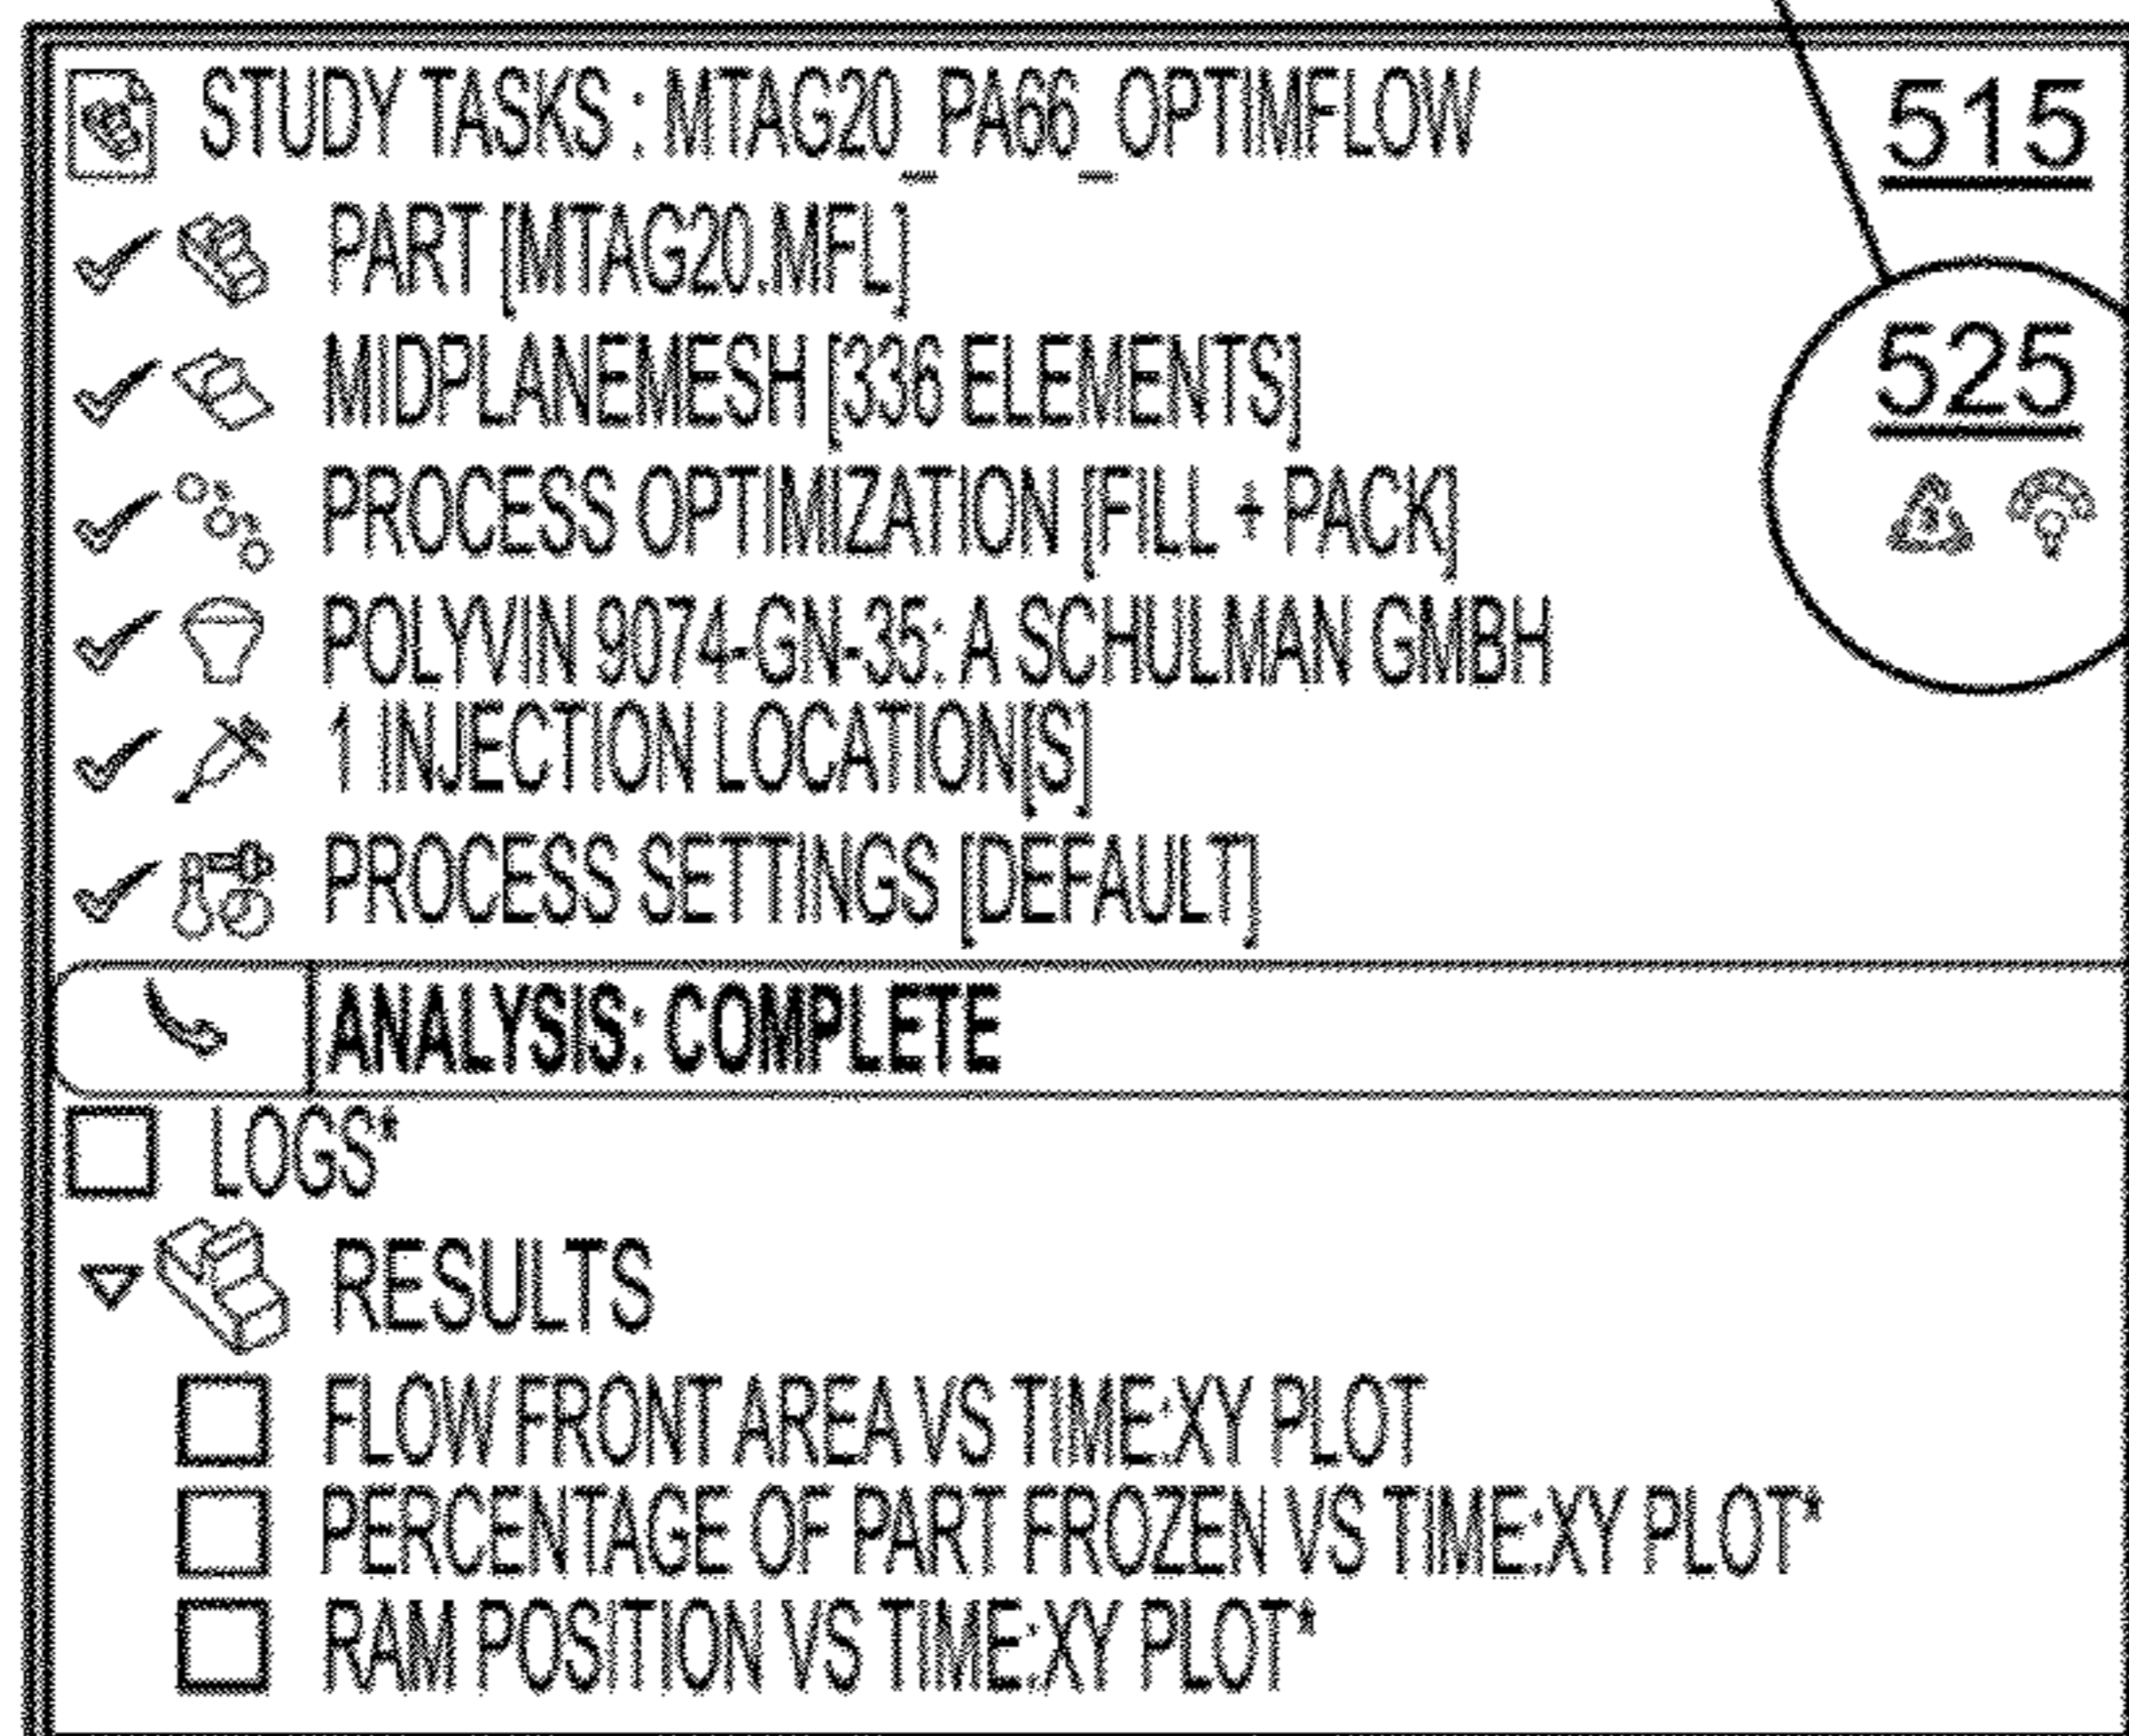 STUDY TASKS : MTAG20_PA66_OPTIMFLOW
515
PART [MTAG20.MFL]
MIDPLANEMESH [336 ELEMENTS]
525
PROCESS OPTIMIZATION [FILL + PACK]
POLYVIN 9074-GN-35: A SCHULMAN GMBH
1 INJECTION LOCATION[S]
PROCESS SETTINGS [DEFAULT]
ANALYSIS: COMPLETE
LOGS*
RESULTS
FLOW FRONT AREA VS TIME:XY PLOT
PERCENTAGE OF PART FROZEN VS TIME:XY PLOT*
RAM POSITION VS TIME:XY PLOT*